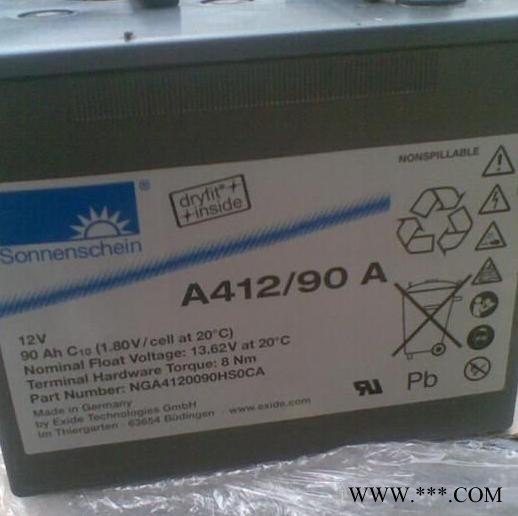 NONSPILLABLE
dryfit
inside
®
Sonnenschein
A412/90 A
12V
90 Ah C10 (1.80V/cell at 20°C)
Nominal Float Voltage: 13.62V at 20°C
Terminal Hardware Torque: 8 Nm
Part Number: NGA4120090HS0CA
Made in Germany
by Exide Technologies GmbH - www.exide.com
Im Thiergarten - 63654 Büdingen
Pb
WWW.***.COM